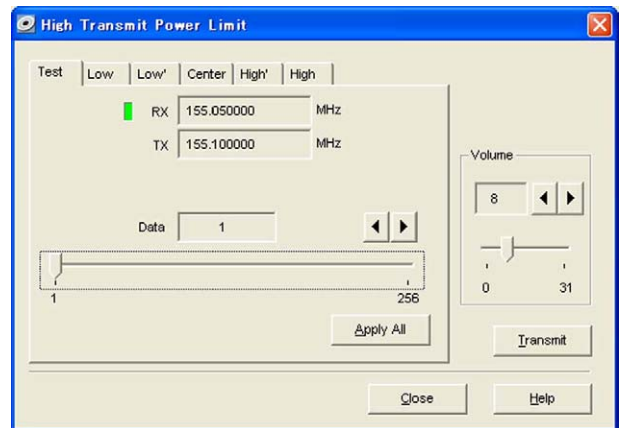 High Transmit Power Limit
Test Low Low' Center High' High
RX 155.050000 MHz
TX 155.100000 MHz
Data 1
1 256
Apply All
Volume
8
0 31
Transmit
Close Help